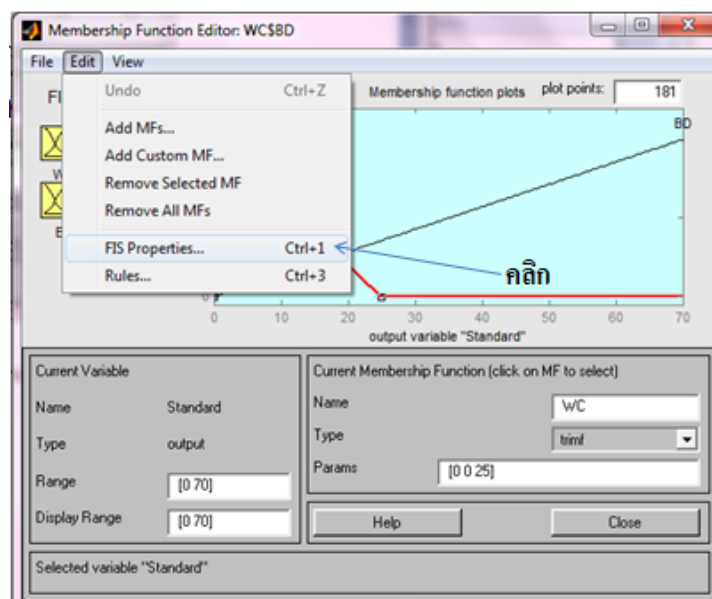 Membership Function Editor: WC$BD
File Edit View
Undo Ctrl+Z
Add MFs...
Add Custom MF...
Remove Selected MF
Remove All MFs
FIS Properties... Ctrl+1
Rules... Ctrl+3
Membership function plots plot points: 181
BD
คลิก
0
0 10 20 30 40 50 60 70
output variable "Standard"
Current Variable
Name Standard
Type output
Range [0 70]
Display Range [0 70]
Current Membership Function (click on MF to select)
Name WC
Type trimf
Params [0 0 25]
Help Close
Selected variable "Standard"